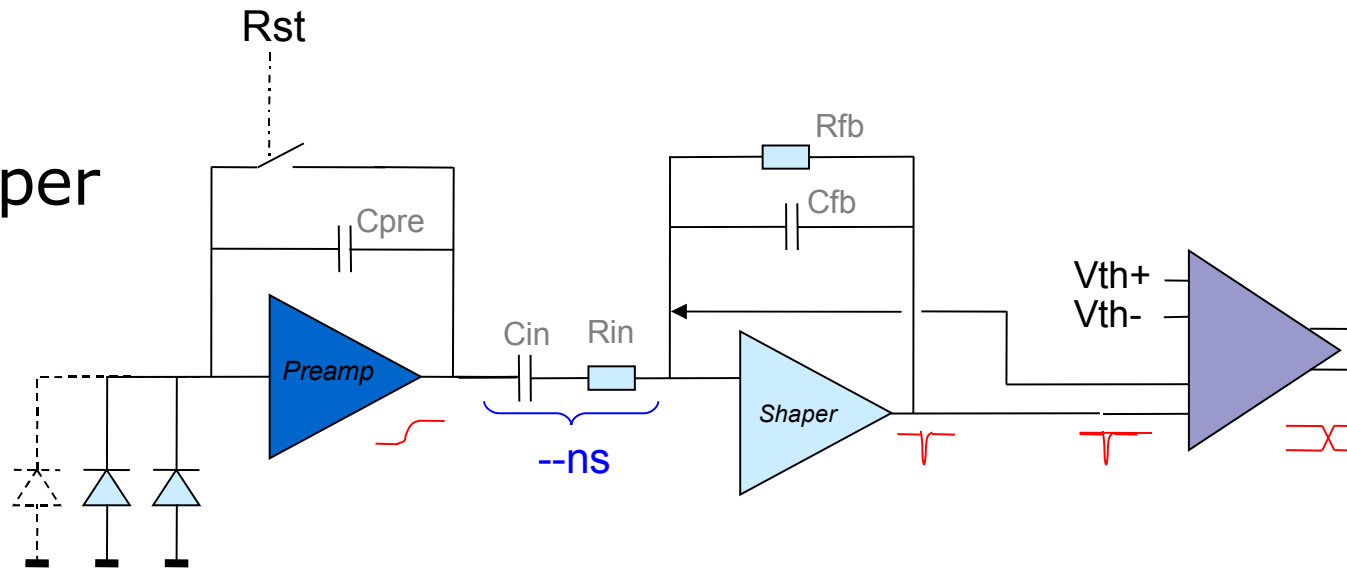 Rst
per
Rfb
Cpre
Cfb
Vth+
Vth-
Cin
Rin
Preamp
Shaper
--ns